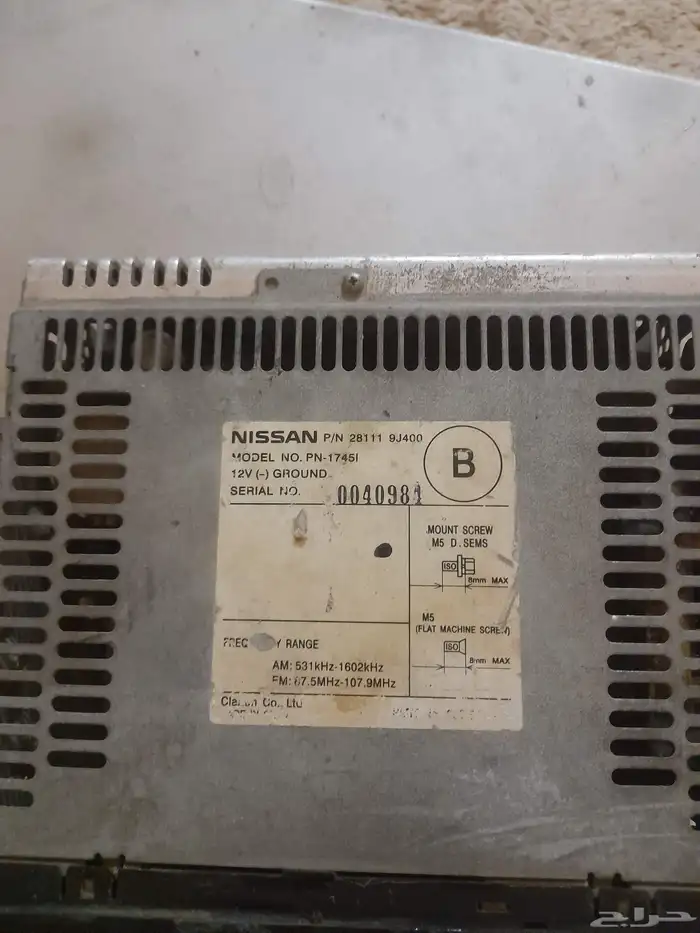 NISSAN P/N 28111 9J400
MODEL NO. PN-1745I
12V (-) GROUND
SERIAL NO. 0040984
B
MOUNT SCREW
M5 D.SEMS
ISO
8mm MAX
M5
(FLAT MACHINE SCREW)
ISO
8mm MAX
RANGE
AM: 531kHz-1602kHz
FM: 87.5MHz-107.9MHz
Co., Ltd
حراج